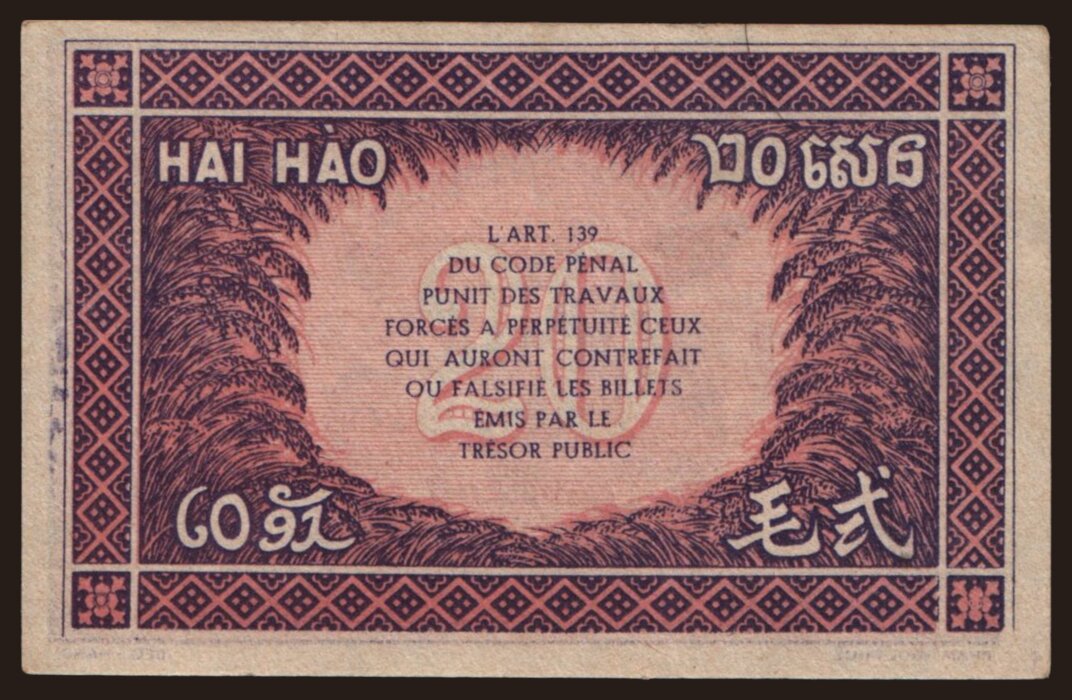 HAI HÀO
២០ សេន
20
L'ART. 139
DU CODE PÉNAL
PUNIT DES TRAVAUX
FORCÉS A PERPÉTUITÉ CEUX
QUI AURONT CONTREFAIT
OU FALSIFIÉ LES BILLETS
ÉMIS PAR LE
TRÉSOR PUBLIC
毛弍